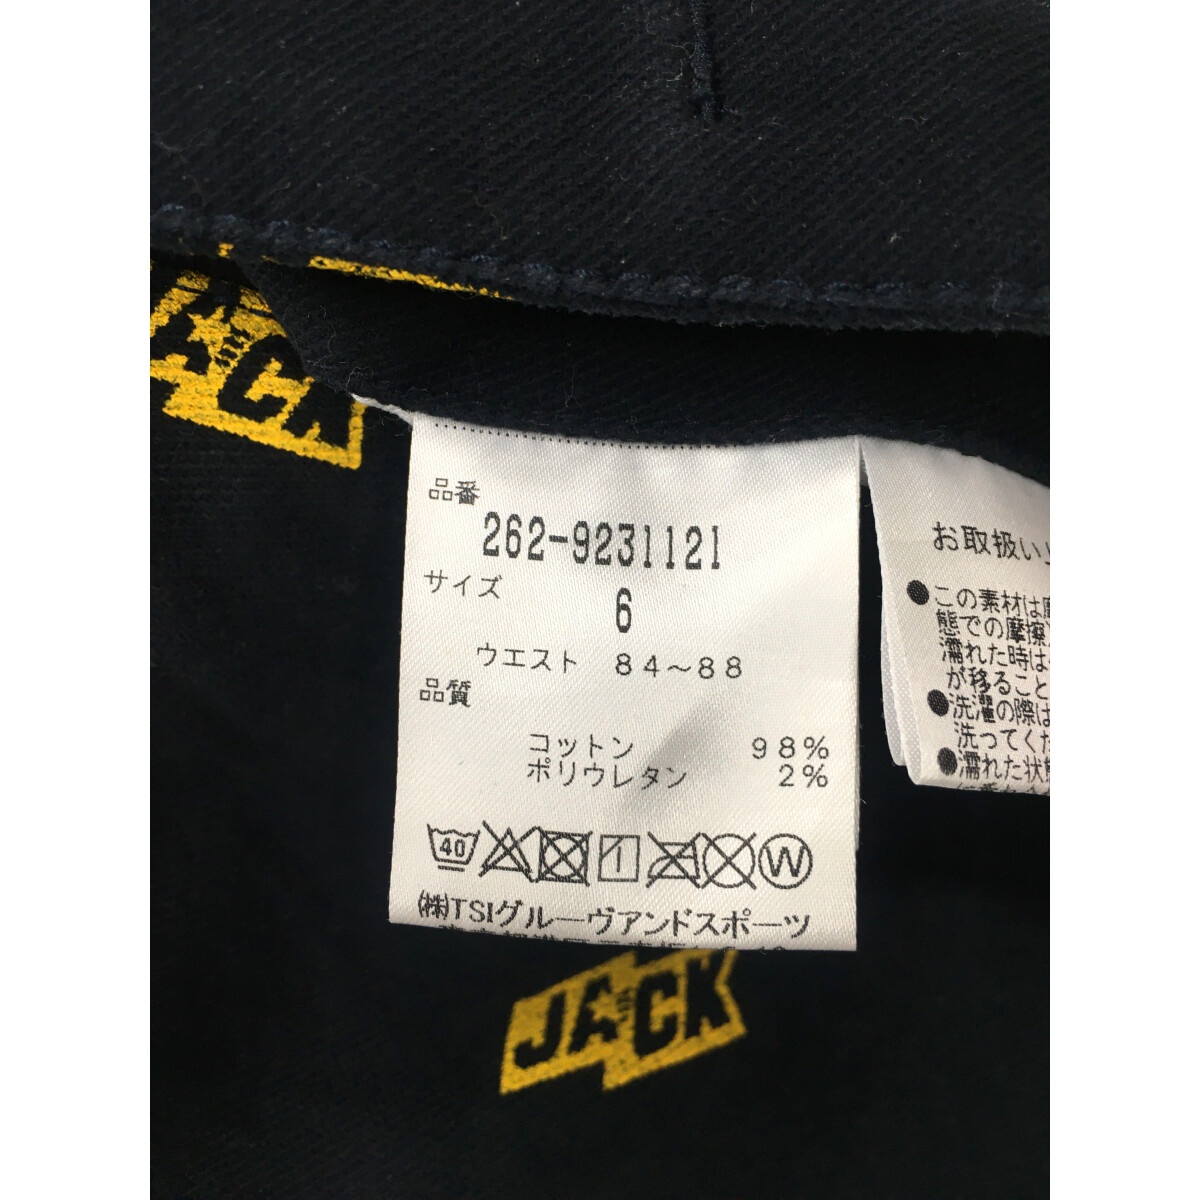 JACK
品番
262-9231121
サイズ
6
ウエスト 84～88
品質
コットン 98%
ポリウレタン 2%
40
W
(株)TSIグルーヴアンドスポーツ
お取扱い
●この素材は
態での摩擦
濡れた時は
が移ること
●洗濯の際は
洗ってくだ
●濡れた状態
JACK